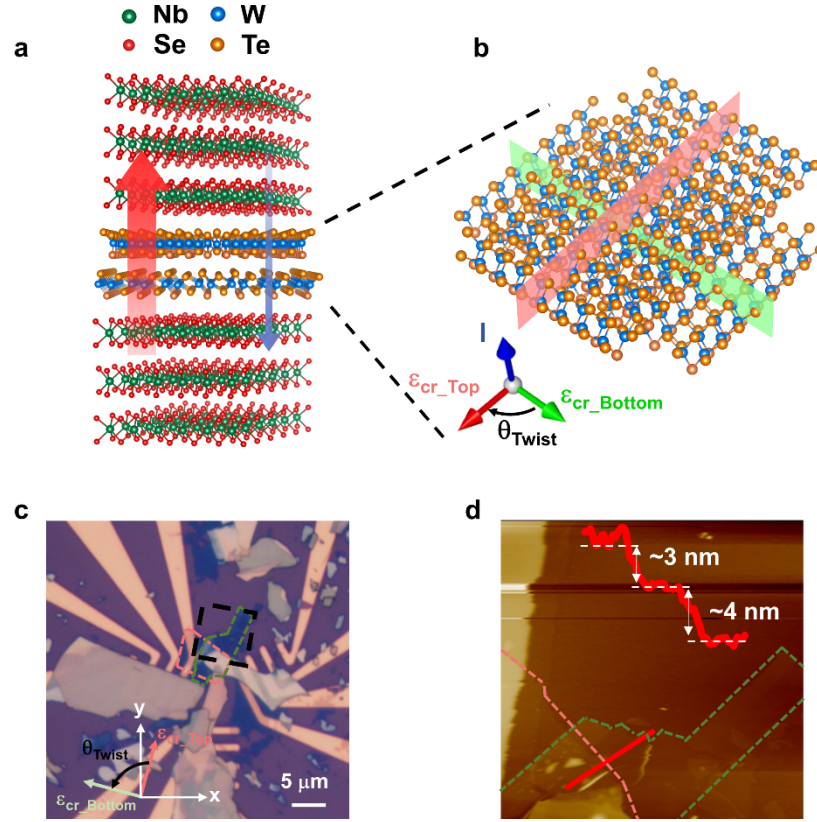 Nb W
Se Te
a
b
I
εcr_Top
εcr_Bottom
θTwist
c
d
y
θTwist
εcr_Top
x
εcr_Bottom
5 μm
~3 nm
~4 nm